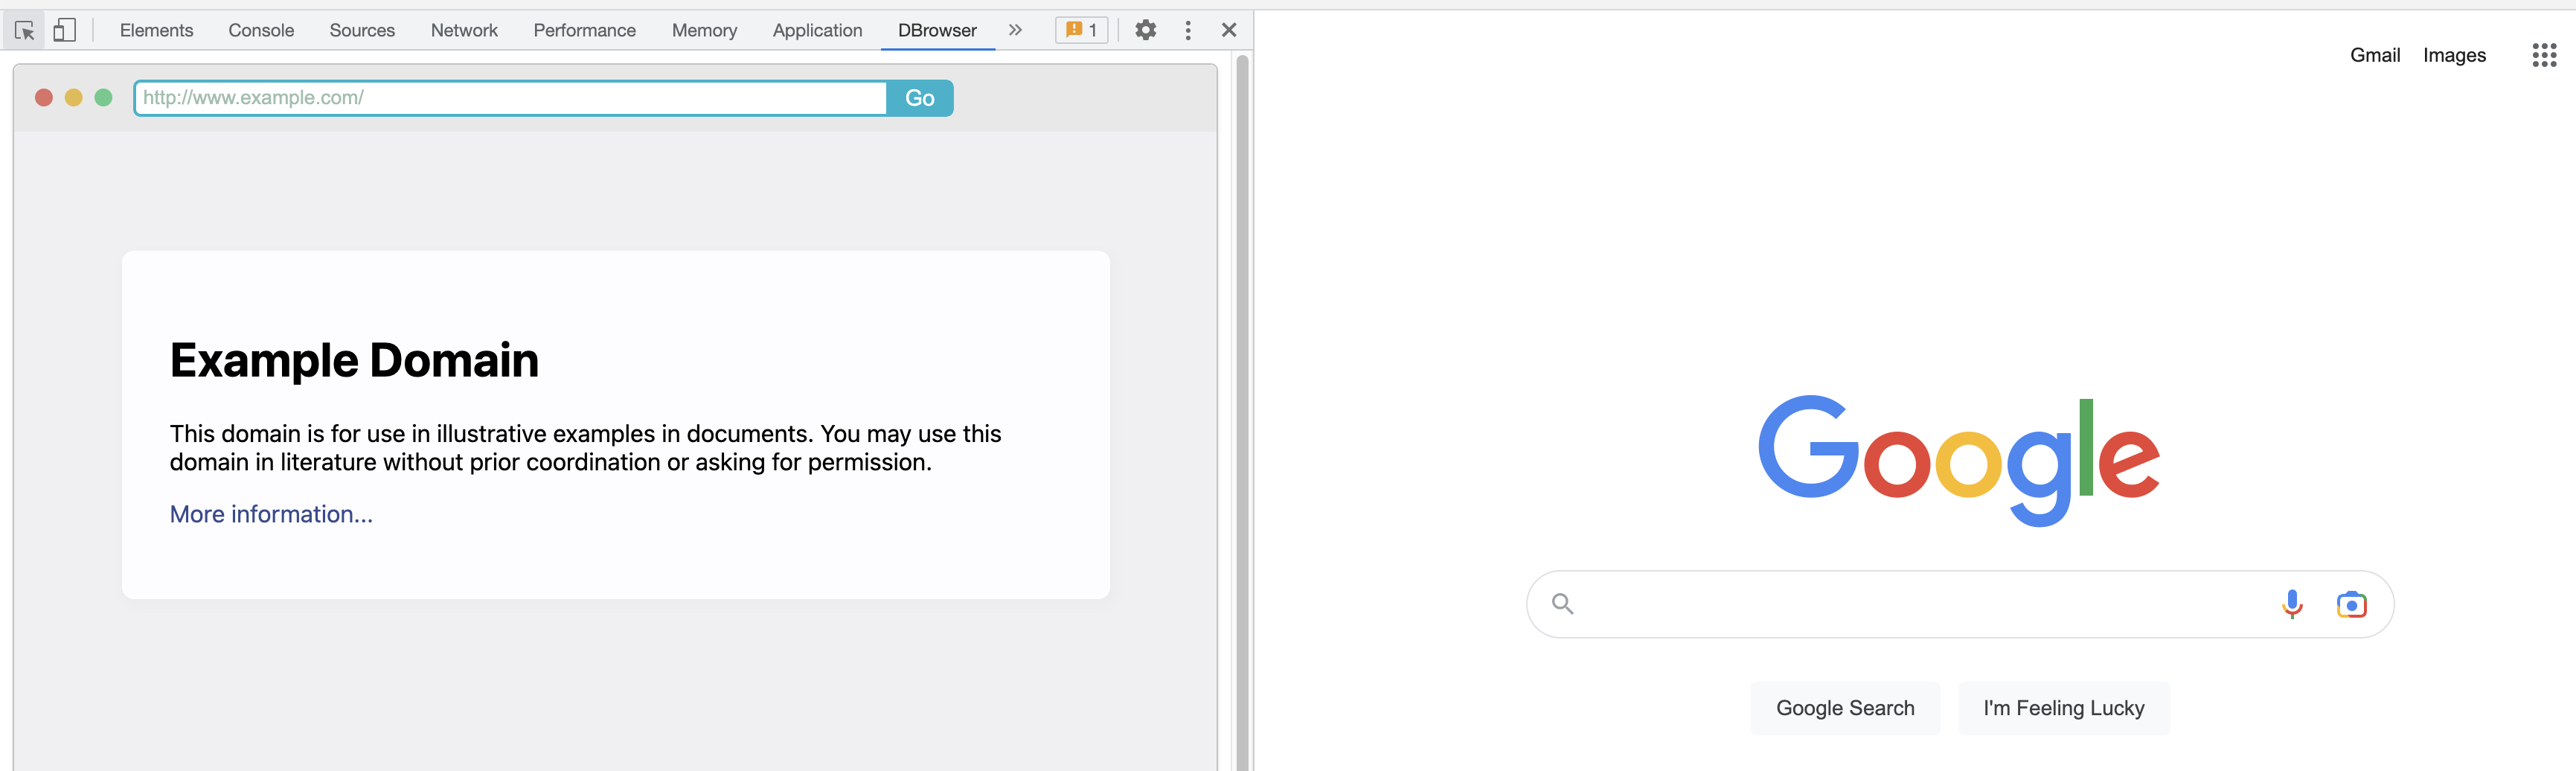 Elements Console Sources Network Performance Memory Application DBrowser » 1
http://www.example.com/ Go
Example Domain
This domain is for use in illustrative examples in documents. You may use this
domain in literature without prior coordination or asking for permission.
More information...
Gmail Images
Google
Google Search I'm Feeling Lucky